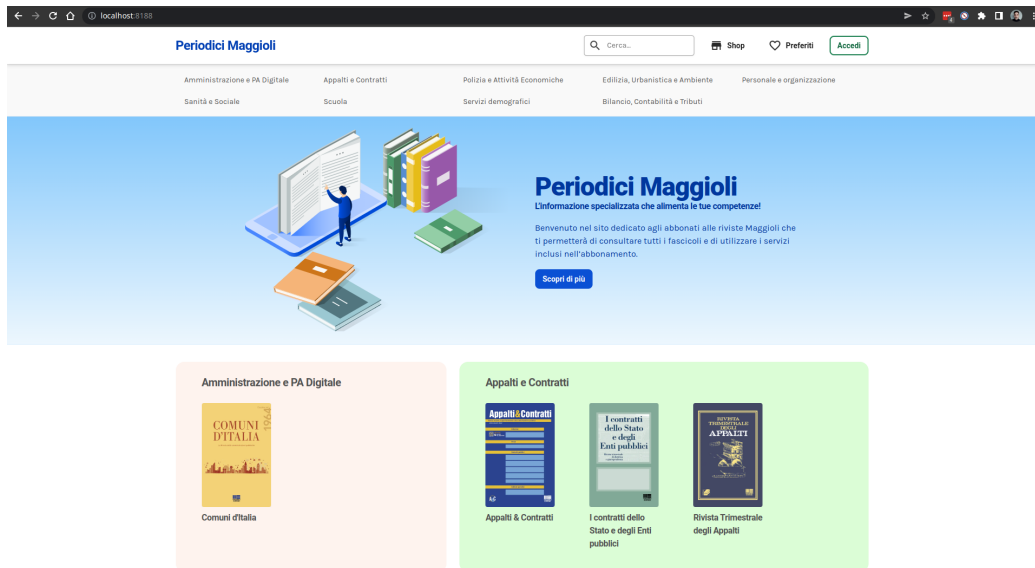 localhost:8188
Periodici Maggioli
Cerca..
Shop
Preferiti
Accedi
Amministrazione e PA Digitale
Appalti e Contratti
Polizia e Attività Economiche
Edilizia, Urbanistica e Ambiente
Personale e organizzazione
Sanità e Sociale
Scuola
Servizi demografici
Bilancio, Contabilità e Tributi
Periodici Maggioli
L'informazione specializzata che alimenta le tue competenze!
Benvenuto nel sito dedicato agli abbonati alle riviste Maggioli che
ti permetterà di consultare tutti i fascicoli e di utilizzare i servizi
inclusi nell'abbonamento.
Scopri di più
Amministrazione e PA Digitale
COMUNI
D'ITALIA
1964
Comuni d'Italia
Appalti e Contratti
Appalti&Contratti
Appalti & Contratti
I contratti
dello Stato
e degli
Enti pubblici
I contratti dello
Stato e degli Enti
pubblici
RIVISTA
TRIMESTRALE
DEGLI
APPALTI
Rivista Trimestrale
degli Appalti